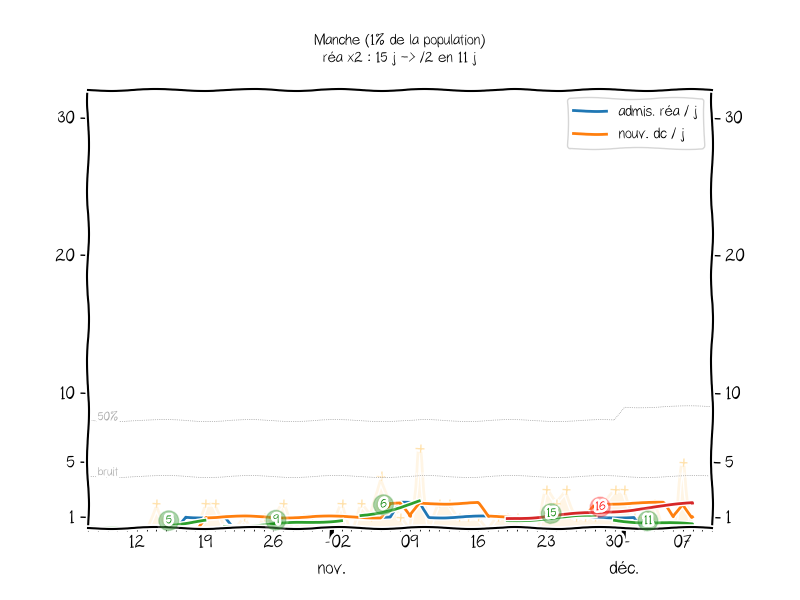 Manche (1% de la population)
réa x2 : 15 j -> /2 en 11 j
admis. réa / j
nouv. dc / j
30 30
20 20
10 10
50%
5 5
bruit
1 1
5 9 6 15 16 11
12 19 26 02 09 16 23 30 07
nov. déc.